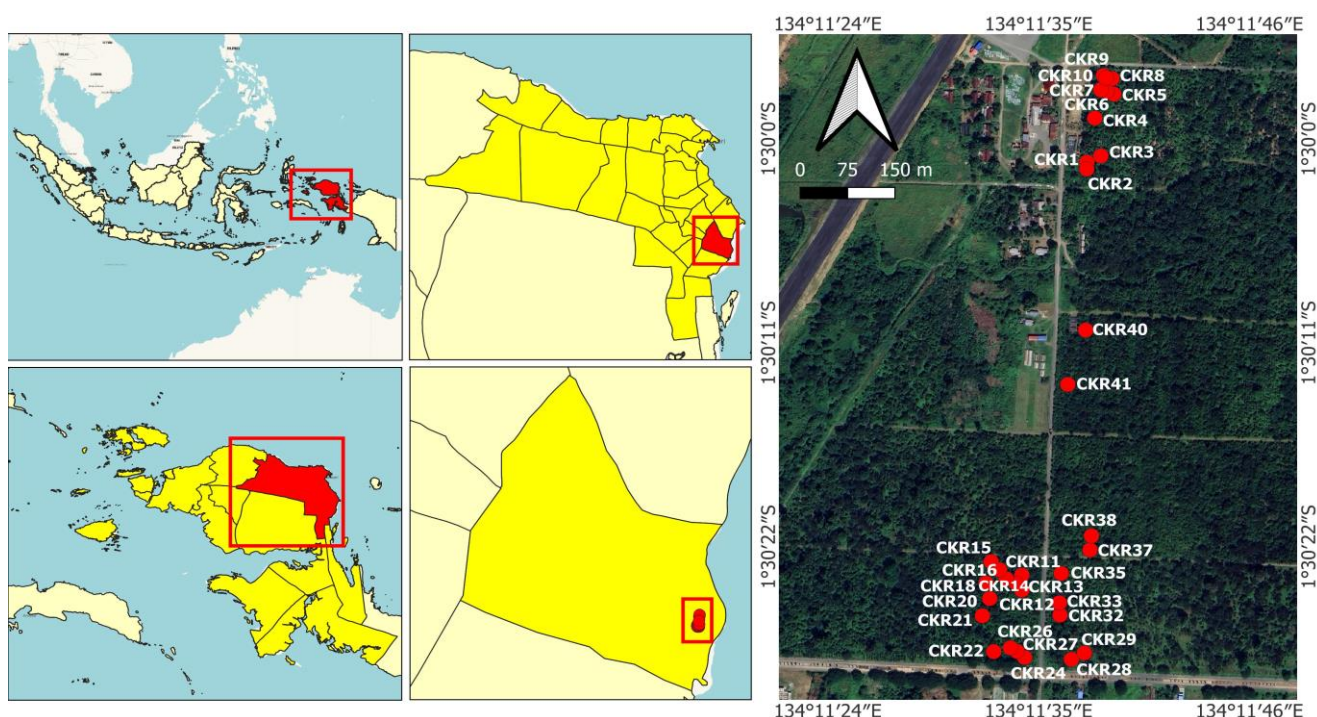 134°11'24″E
134°11'35″E
134°11'46″E
1°30'0″S
1°30'11″S
1°30'22″S
0 75 150 m
CKR9
CKR10
CKR8
CKR7
CKR5
CKR6
CKR4
CKR3
CKR1
CKR2
CKR40
CKR41
CKR38
CKR37
CKR15
CKR11
CKR16
CKR35
CKR18
CKR14
CKR13
CKR20
CKR12
CKR33
CKR21
CKR32
CKR26
CKR29
CKR22
CKR27
CKR24
CKR28
1°30'0″S
1°30'11″S
1°30'22″S
134°11'24″E
134°11'35″E
134°11'46″E